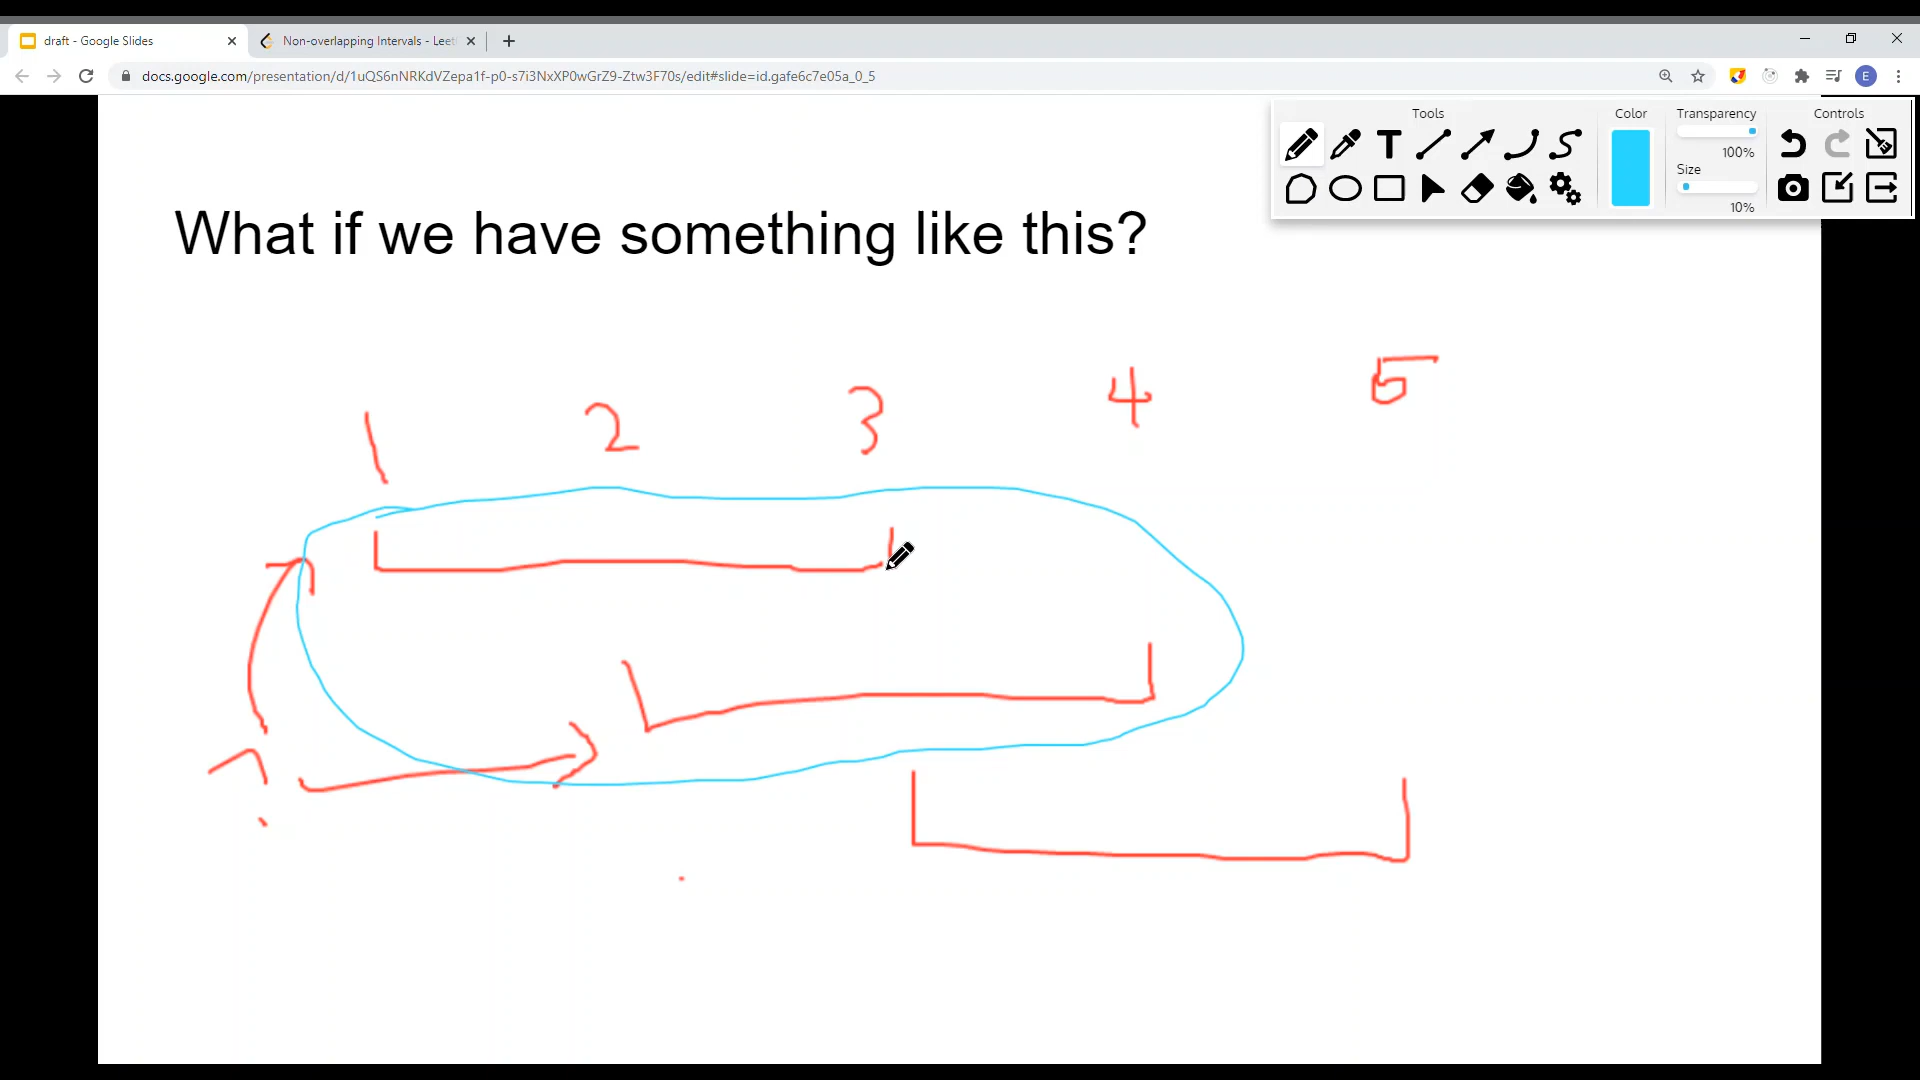 draft - Google Slides
Non-overlapping Intervals - Leet
docs.google.com/presentation/d/1uQS6nNRKdVZepa1f-p0-s7i3NxXP0wGrZ9-Ztw3F70s/edit#slide=id.gafe6c7e05a_0_5
E
Tools
Color
Transparency
Controls
T
100%
Size
10%
What if we have something like this?
1 2 3 4 5
?